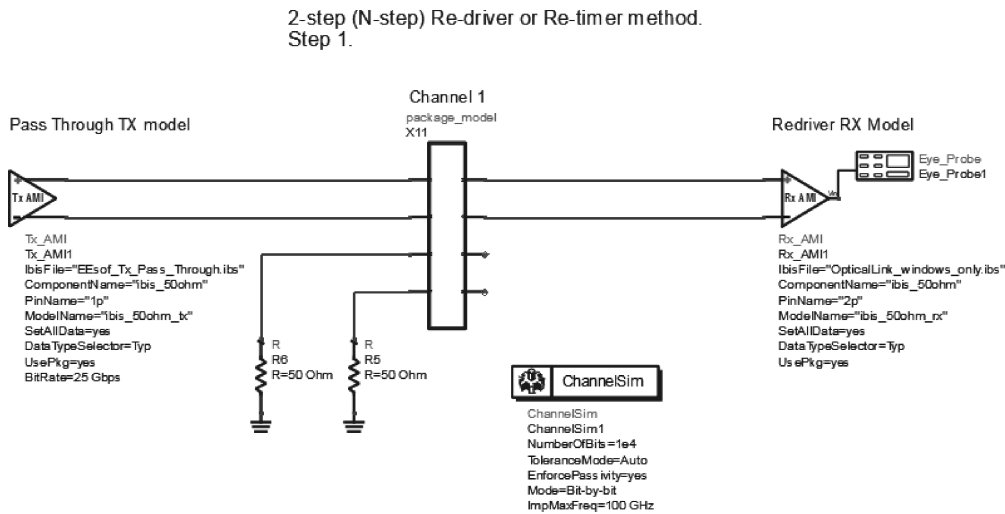 2-step (N-step) Re-driver or Re-timer method.
Step 1.
Channel 1
package_model
X11
Pass Through TX model
Redriver RX Model
Tx AMI
Rx AMI
Vin
Eye_Probe
Eye_Probe1
Tx_AMI
Tx_AMI1
IbisFile="EEsof_Tx_Pass_Through.ibs"
ComponentName="ibis_50ohm"
PinName="1p"
ModelName="ibis_50ohm_tx"
SetAllData=yes
DataTypeSelector=Typ
UsePkg=yes
BitRate=25 Gbps
Rx_AMI
Rx_AMI1
IbisFile="OpticalLink_windows_only.ibs"
ComponentName="ibis_50ohm"
PinName="2p"
ModelName="ibis_50ohm_rx"
SetAllData=yes
DataTypeSelector=Typ
UsePkg=yes
R
R6
R=50 Ohm
R
R5
R=50 Ohm
ChannelSim
ChannelSim
ChannelSim1
NumberOfBits=1e4
ToleranceMode=Auto
EnforcePassivity=yes
Mode=Bit-by-bit
ImpMaxFreq=100 GHz